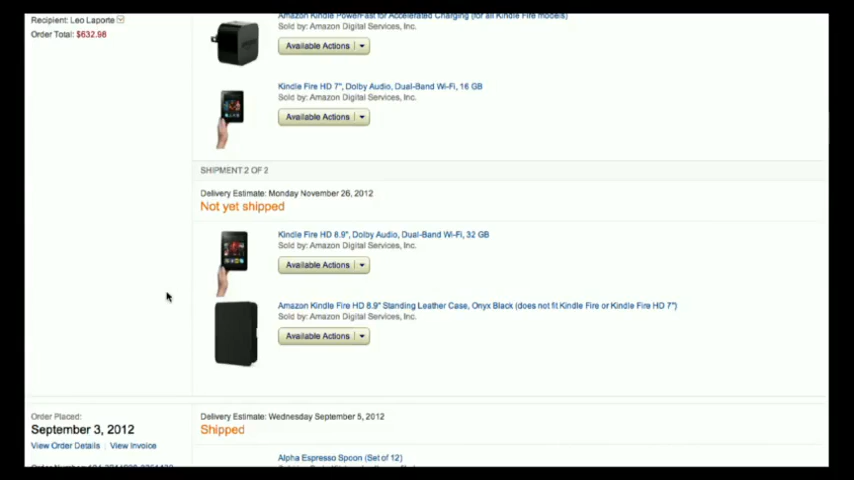 Amazon Kindle PowerFast for Accelerated Charging (for all Kindle Fire models)
Recipient: Leo Laporte
Sold by: Amazon Digital Services, Inc.
Order Total: $632.98
Available Actions
Kindle Fire HD 7", Dolby Audio, Dual-Band Wi-Fi, 16 GB
Sold by: Amazon Digital Services, Inc.
Available Actions
SHIPMENT 2 OF 2
Delivery Estimate: Monday November 26, 2012
Not yet shipped
Kindle Fire HD 8.9", Dolby Audio, Dual-Band Wi-Fi, 32 GB
Sold by: Amazon Digital Services, Inc.
Available Actions
Amazon Kindle Fire HD 8.9" Standing Leather Case, Onyx Black (does not fit Kindle Fire or Kindle Fire HD 7")
Sold by: Amazon Digital Services, Inc.
Available Actions
Order Placed:
September 3, 2012
View Order Details | View Invoice
Delivery Estimate: Wednesday September 5, 2012
Shipped
Alpha Espresso Spoon (Set of 12)